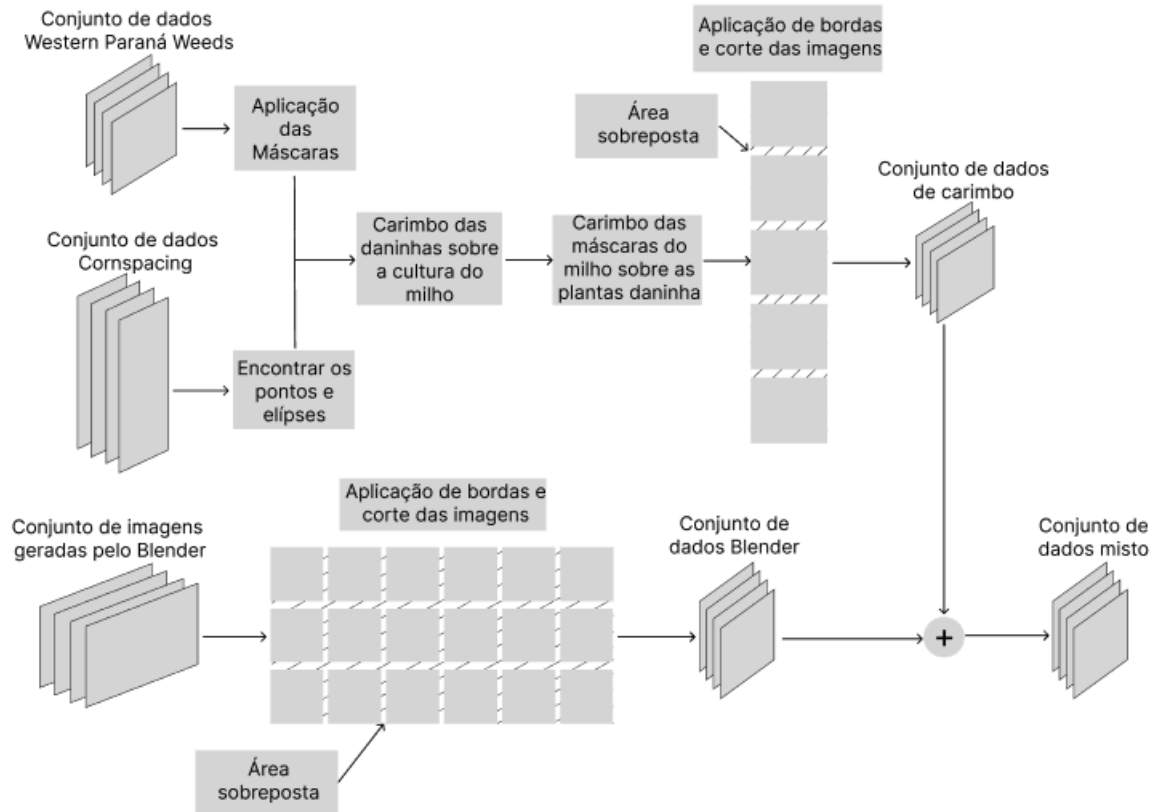 Conjunto de dados
Western Paraná Weeds
Aplicação
das
Máscaras
Conjunto de dados
Cornspacing
Encontrar os
pontos e
elípses
Carimbo das
daninhas sobre
a cultura do
milho
Carimbo das
máscaras do
milho sobre as
plantas daninha
Aplicação de bordas
e corte das imagens
Área
sobreposta
Conjunto de dados
de carimbo
Conjunto de imagens
geradas pelo Blender
Aplicação de bordas e
corte das imagens
Área
sobreposta
Conjunto de
dados Blender
+
Conjunto de
dados misto